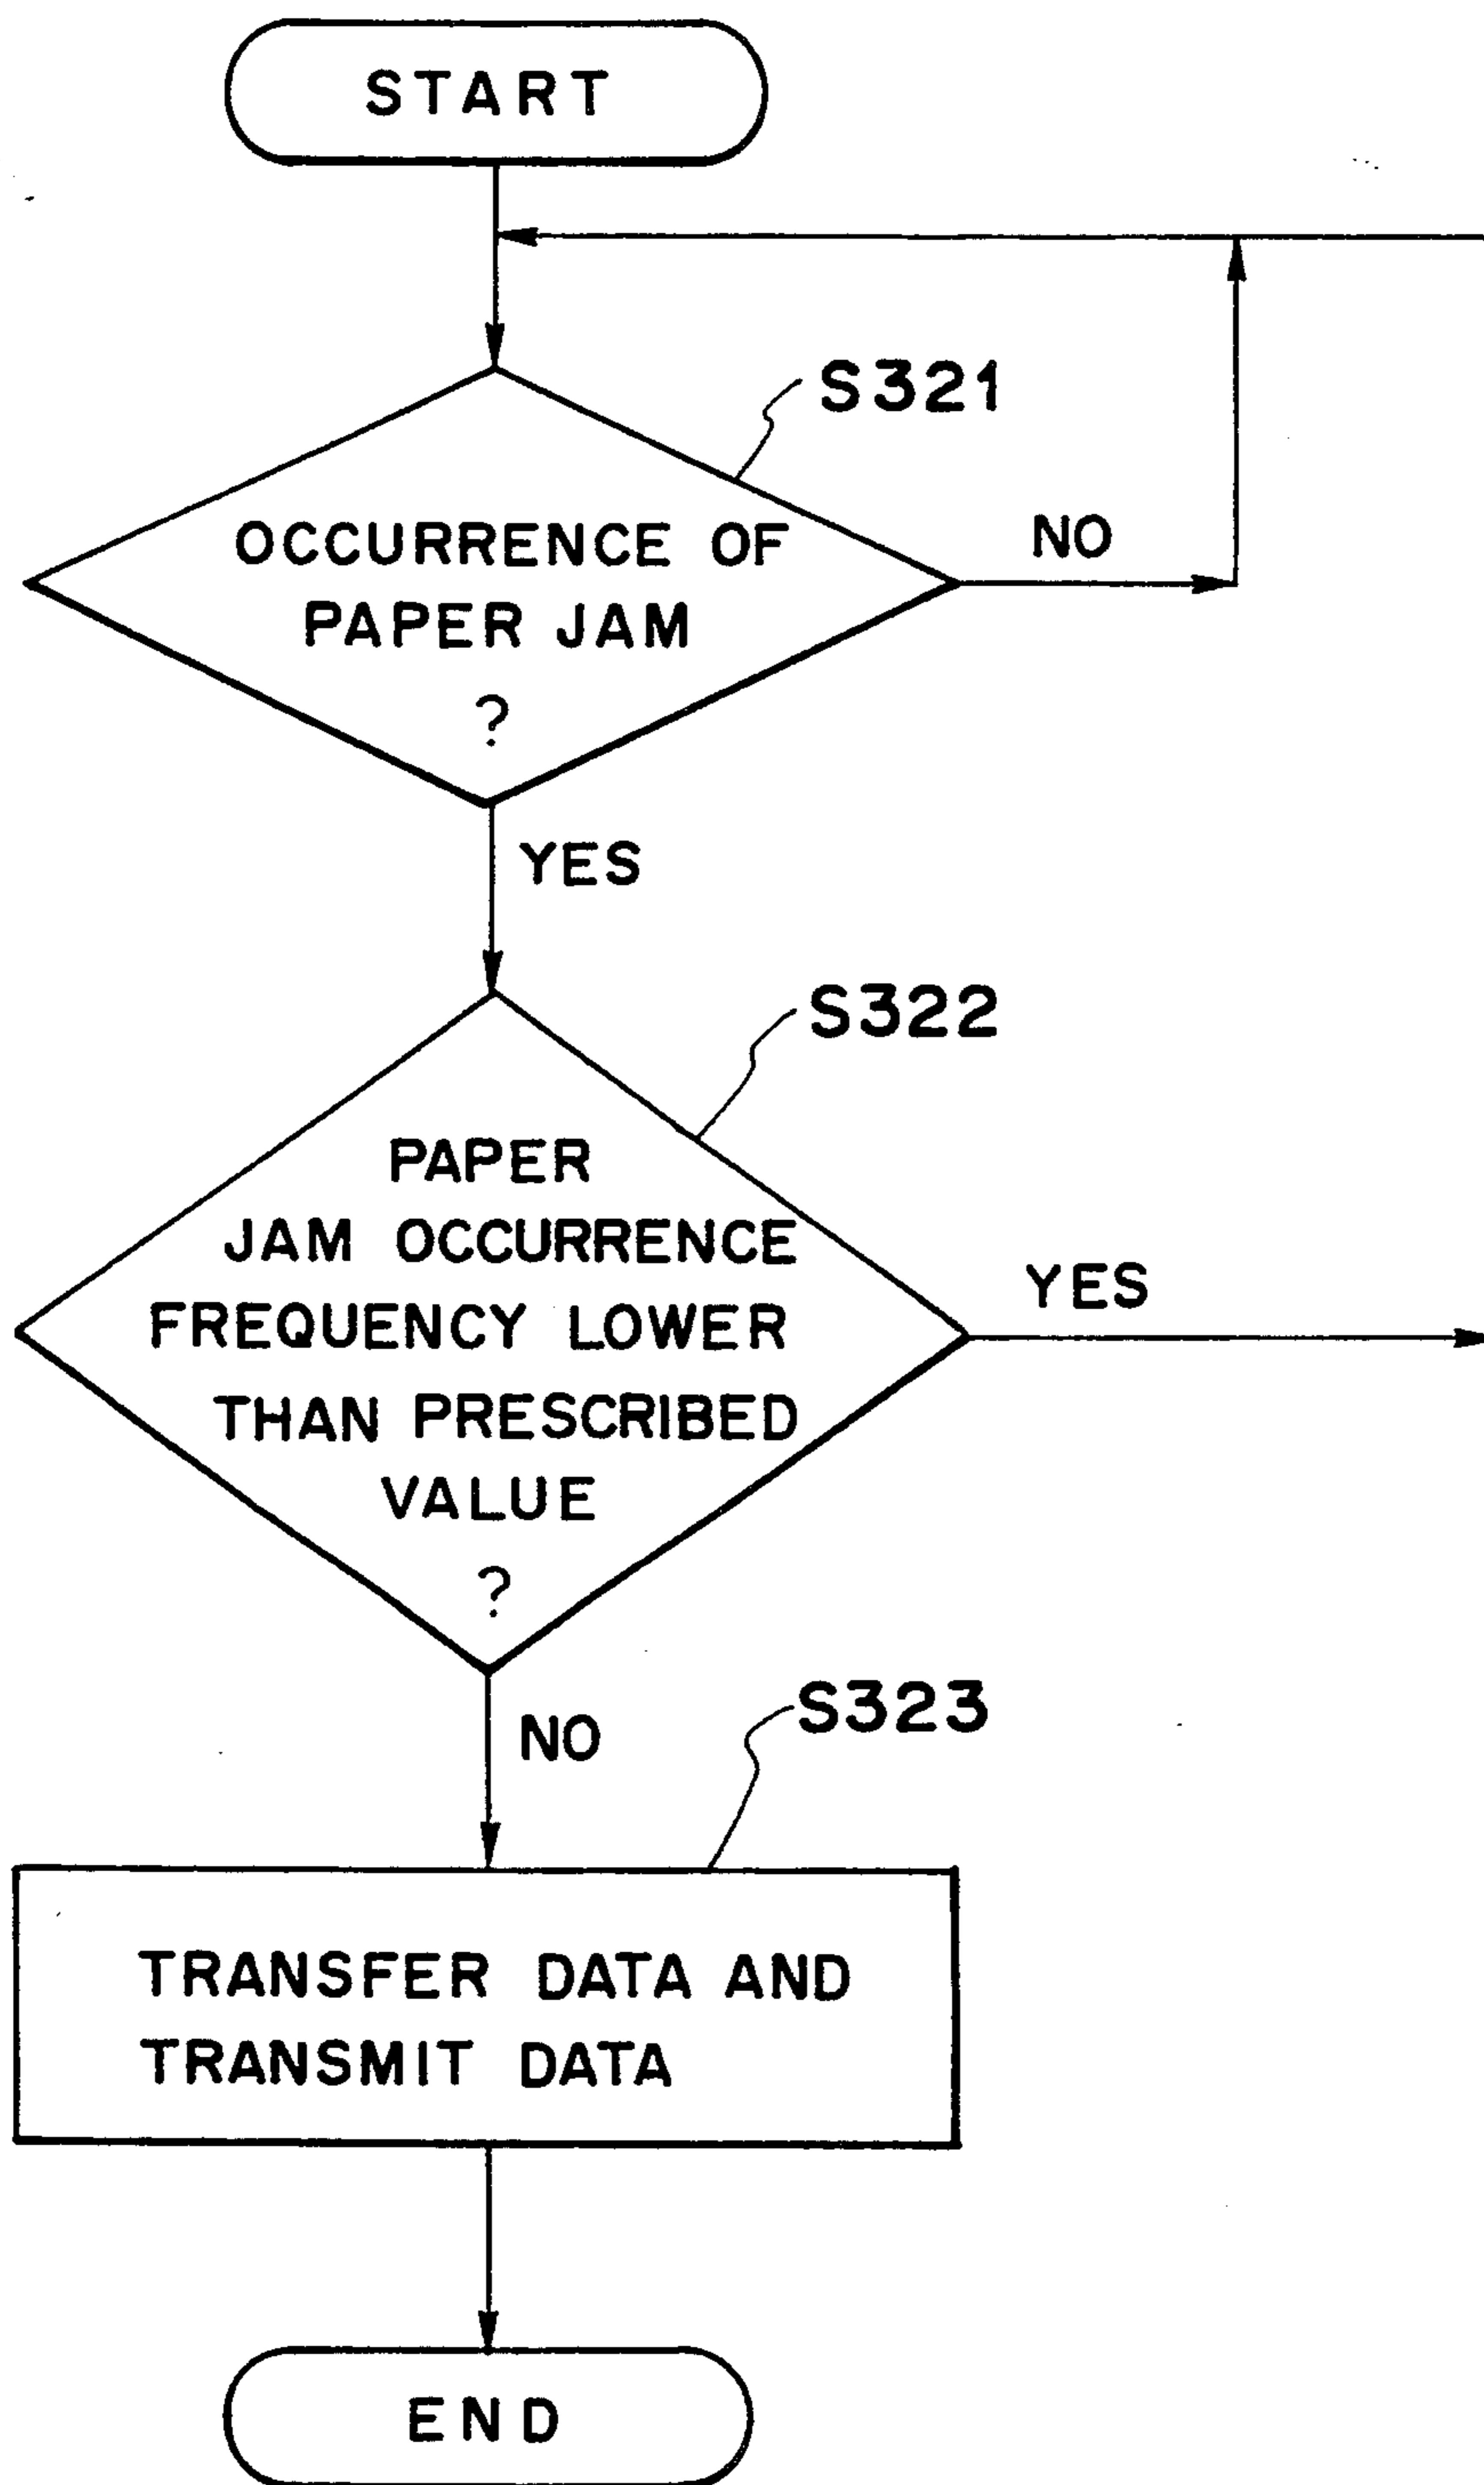 START
S321
OCCURRENCE OF
PAPER JAM
?
NO
YES
S322
PAPER
JAM OCCURRENCE
FREQUENCY LOWER
THAN PRESCRIBED
VALUE
?
YES
NO
S323
TRANSFER DATA AND
TRANSMIT DATA
END